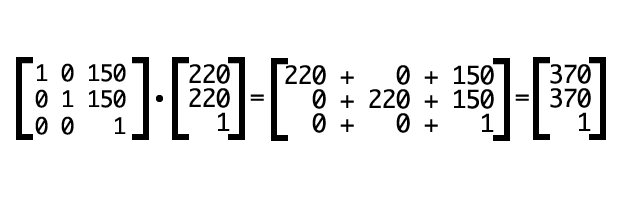 [1 0 150] [220] [220 + 0 + 150] [370]
[0 1 150] • [220] = [0 + 220 + 150] = [370]
[0 0 1] [1] [0 + 0 + 1] [1]